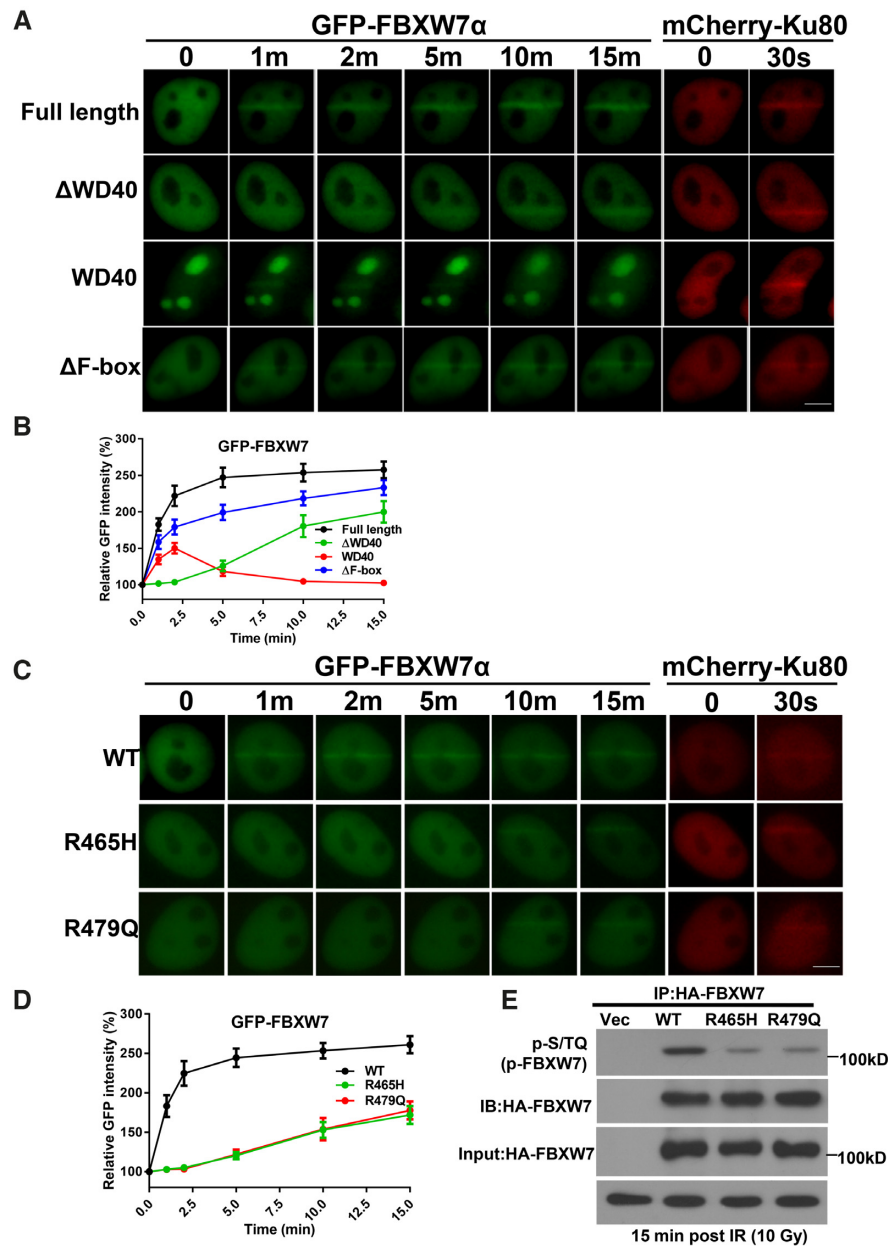 A
GFP-FBXW7α mCherry-Ku80
0 1m 2m 5m 10m 15m 0 30s
Full length
ΔWD40
WD40
ΔF-box
B
GFP-FBXW7
Relative GFP intensity (%)
300
250
200
150
100
Full length
ΔWD40
WD40
ΔF-box
0.0 2.5 5.0 7.5 10.0 12.5 15.0
Time (min)
C
GFP-FBXW7α mCherry-Ku80
0 1m 2m 5m 10m 15m 0 30s
WT
R465H
R479Q
D
GFP-FBXW7
Relative GFP intensity (%)
300
250
200
150
100
WT
R465H
R479Q
0.0 2.5 5.0 7.5 10.0 12.5 15.0
Time (min)
E
IP:HA-FBXW7
Vec WT R465H R479Q
p-S/TQ
(p-FBXW7)
100kD
IB:HA-FBXW7
Input:HA-FBXW7
100kD
15 min post IR (10 Gy)